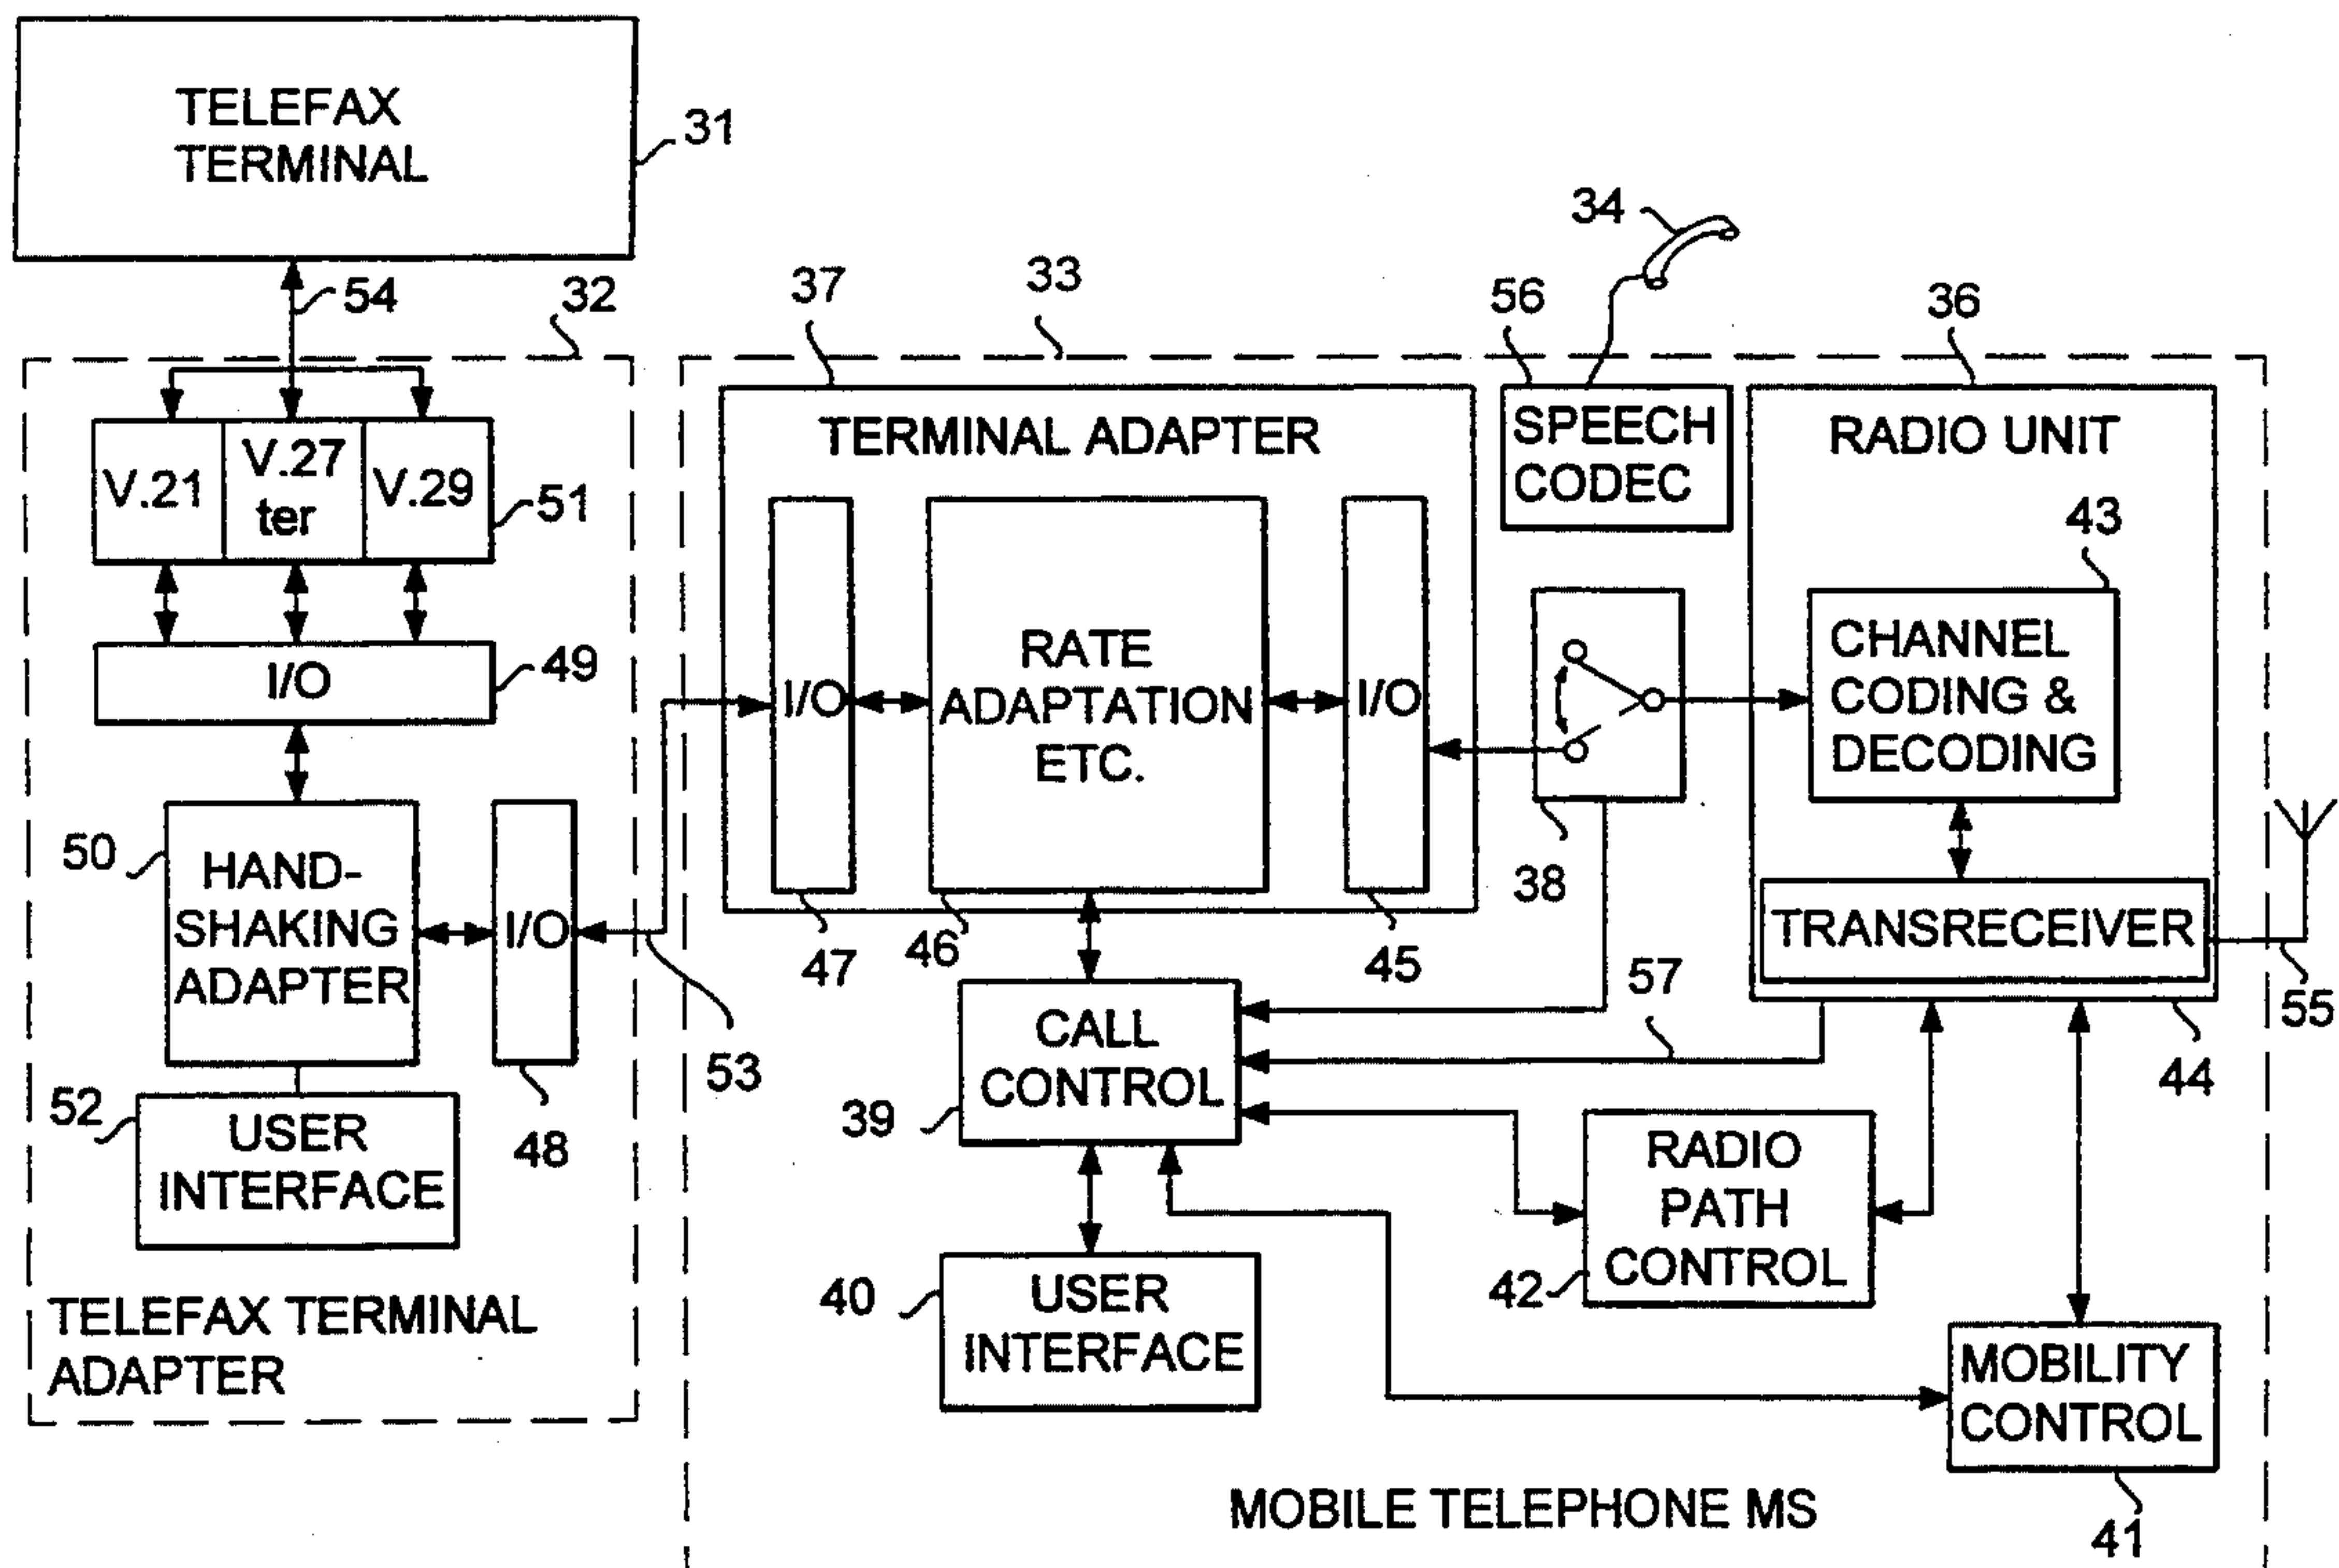 TELEFAX
TERMINAL
31
54
32
V.21
V.27
ter
V.29
51
I/O
49
50
HAND-
SHAKING
ADAPTER
I/O
48
53
52
USER
INTERFACE
TELEFAX TERMINAL
ADAPTER
37
33
34
56
36
TERMINAL ADAPTER
SPEECH
CODEC
RADIO UNIT
43
I/O
RATE
ADAPTATION
ETC.
I/O
CHANNEL
CODING &
DECODING
47
46
45
38
TRANSRECEIVER
55
44
57
CALL
CONTROL
39
RADIO
PATH
CONTROL
42
40
USER
INTERFACE
MOBILITY
CONTROL
41
MOBILE TELEPHONE MS